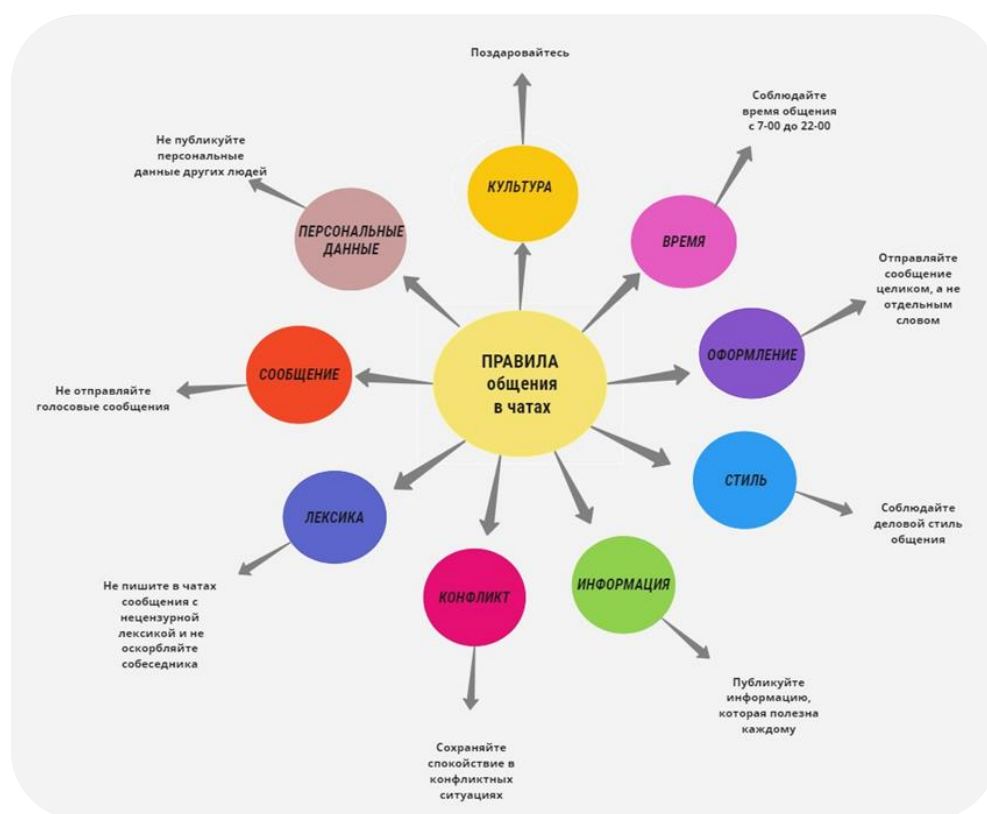 ПРАВИЛА
общения
в чатах
КУЛЬТУРА
Поздаровайтесь
ВРЕМЯ
Соблюдайте
время общения
с 7-00 до 22-00
ОФОРМЛЕНИЕ
Отправляйте
сообщение
целиком, а не
отдельным
словом
СТИЛЬ
Соблюдайте
деловой стиль
общения
ИНФОРМАЦИЯ
Публикуйте
информацию,
которая полезна
каждому
КОНФЛИКТ
Сохраняйте
спокойствие в
конфликтных
ситуациях
ЛЕКСИКА
Не пишите в чатах
сообщения с
нецензурной
лексикой и не
оскорбляйте
собеседника
СООБЩЕНИЕ
Не отправляйте
голосовые сообщения
ПЕРСОНАЛЬНЫЕ
ДАННЫЕ
Не публикуйте
персональные
данные других людей